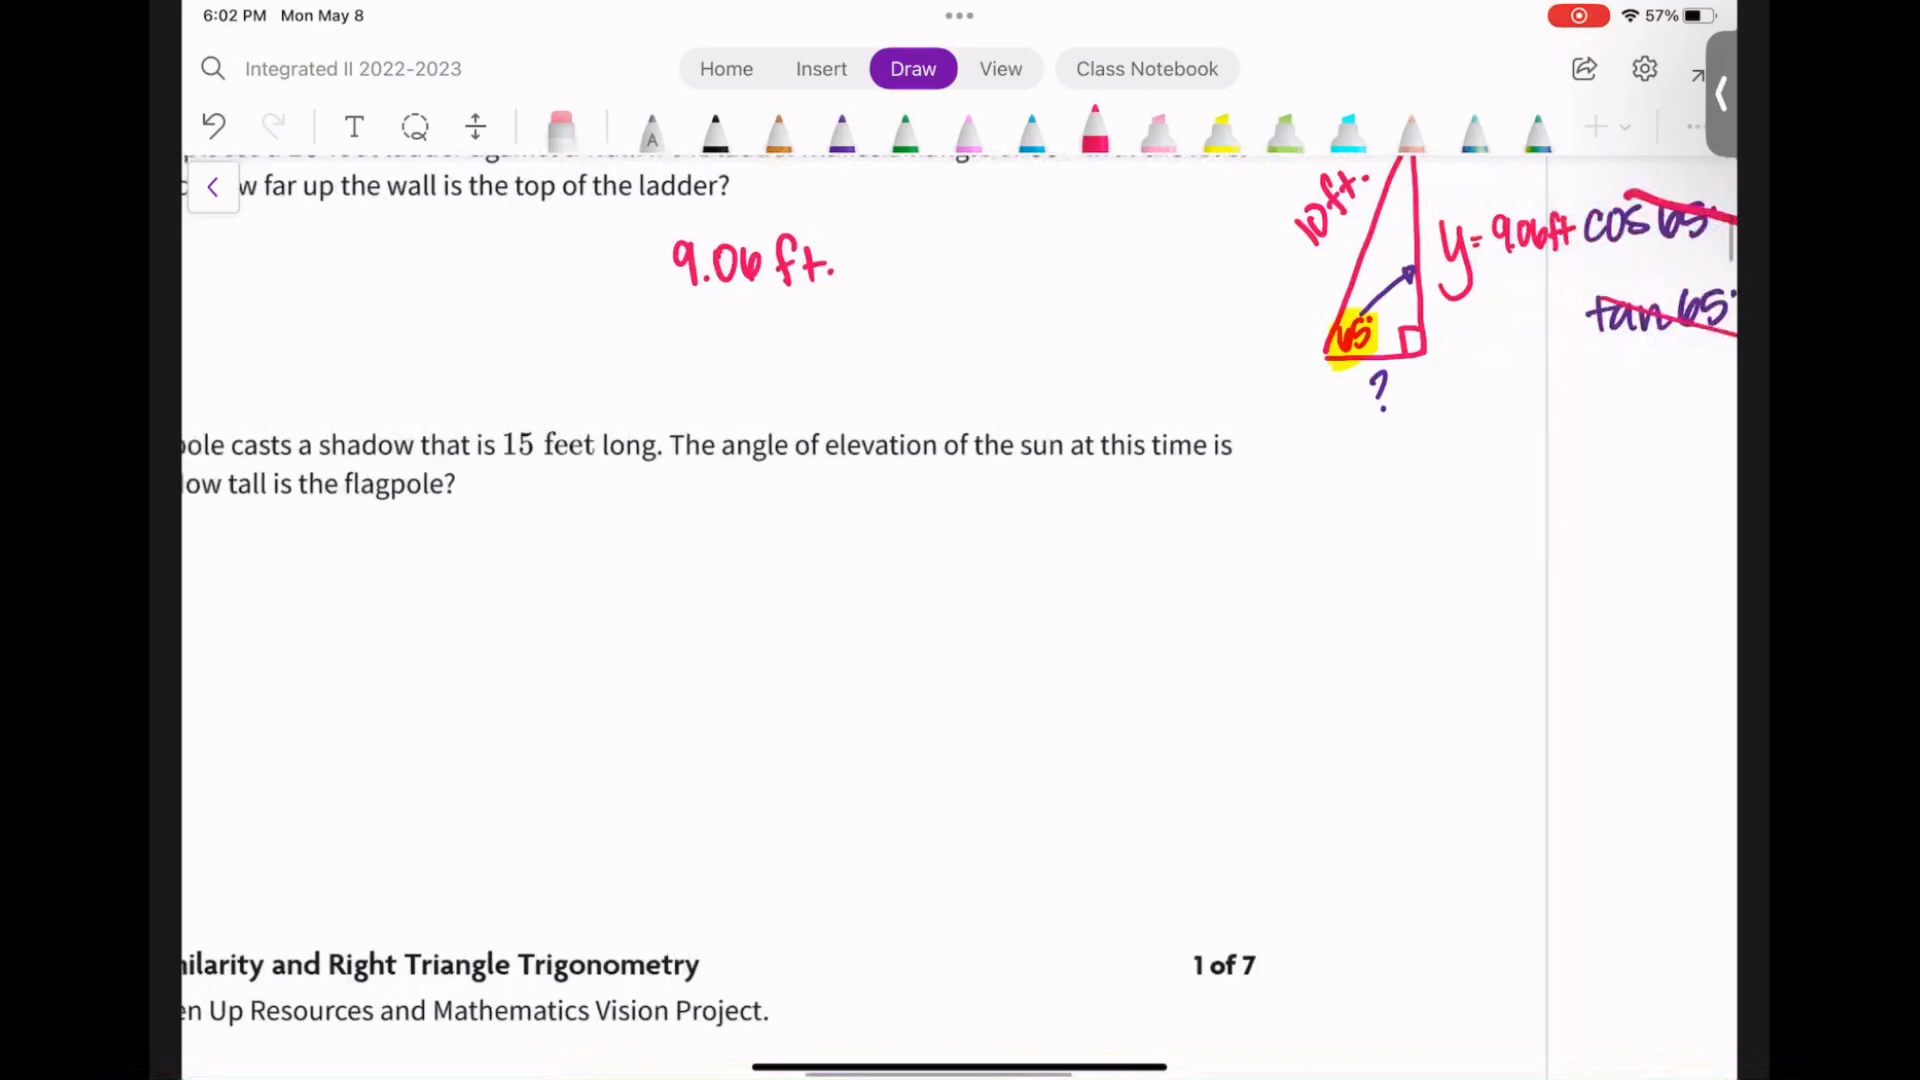 6:02 PM Mon May 8
57%
Integrated II 2022-2023
Home Insert Draw View Class Notebook
T
A
w far up the wall is the top of the ladder?
9.06 ft.
10 ft.
y = 9.06 ft
cos 65°
tan 65°
65°
?
ole casts a shadow that is 15 feet long. The angle of elevation of the sun at this time is
ow tall is the flagpole?
ilarity and Right Triangle Trigonometry
1 of 7
en Up Resources and Mathematics Vision Project.